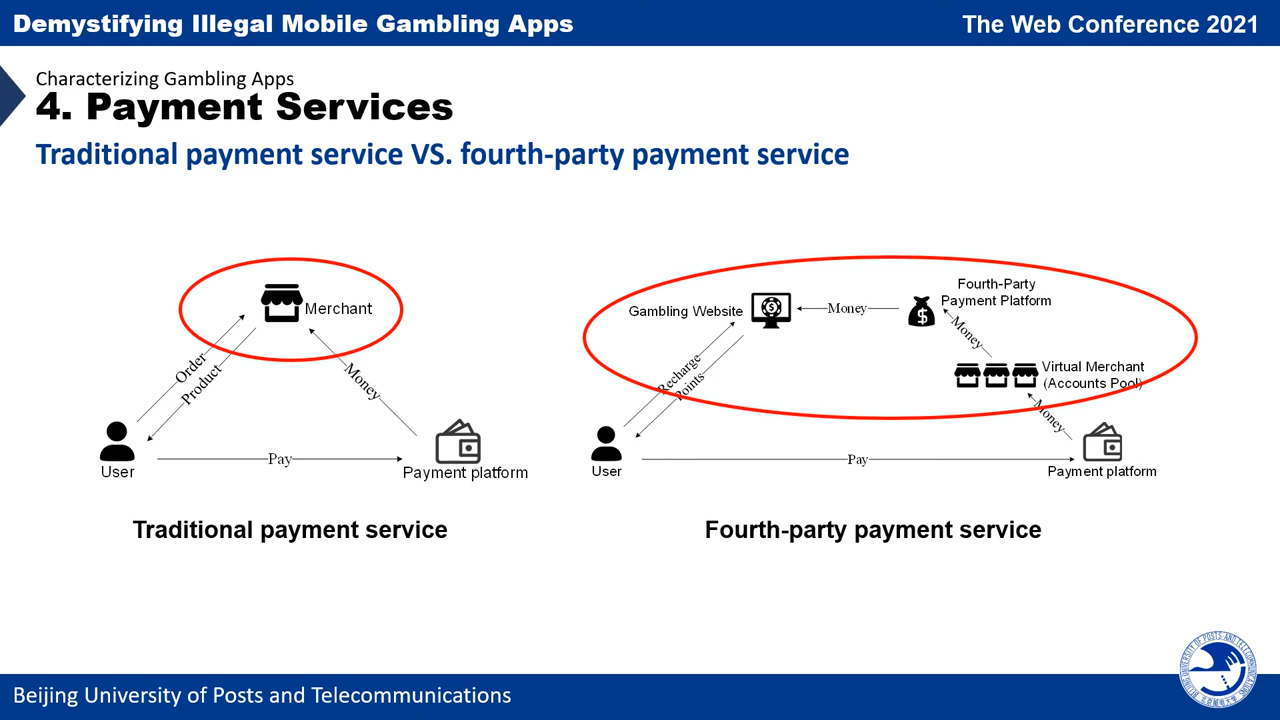 Demystifying Illegal Mobile Gambling Apps
The Web Conference 2021
Characterizing Gambling Apps
4. Payment Services
Traditional payment service VS. fourth-party payment service
Merchant
Order
Product
Money
User
Pay
Payment platform
Traditional payment service
Gambling Website
Money
Fourth-Party
Payment Platform
Money
Virtual Merchant
(Accounts Pool)
Recharge
Points
Money
User
Pay
Payment platform
Fourth-party payment service
Beijing University of Posts and Telecommunications